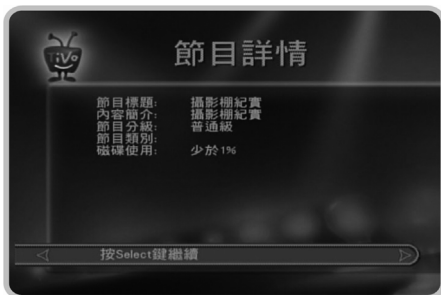 TiVo
節目詳情
節目標題: 攝影棚紀實
內容簡介: 攝影棚紀實
節目分級: 普通級
節目類別:
磁碟使用: 少於1%
按Select鍵繼續